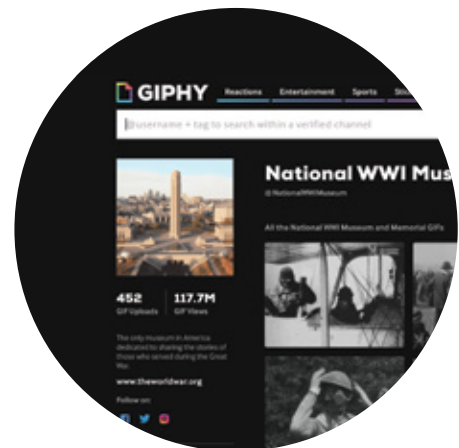 GIPHY
Reactions Entertainment Sports
@username + tag to search within a verified channel
National WWI Mus
@NationalWWIMuseum
All the National WWI Museum and Memorial GIFs
452 117.7M
GIF Uploads GIF Views
The only museum in America
dedicated to sharing the stories of
those who served during the Great
War.
www.theworldwar.org
Follow on: